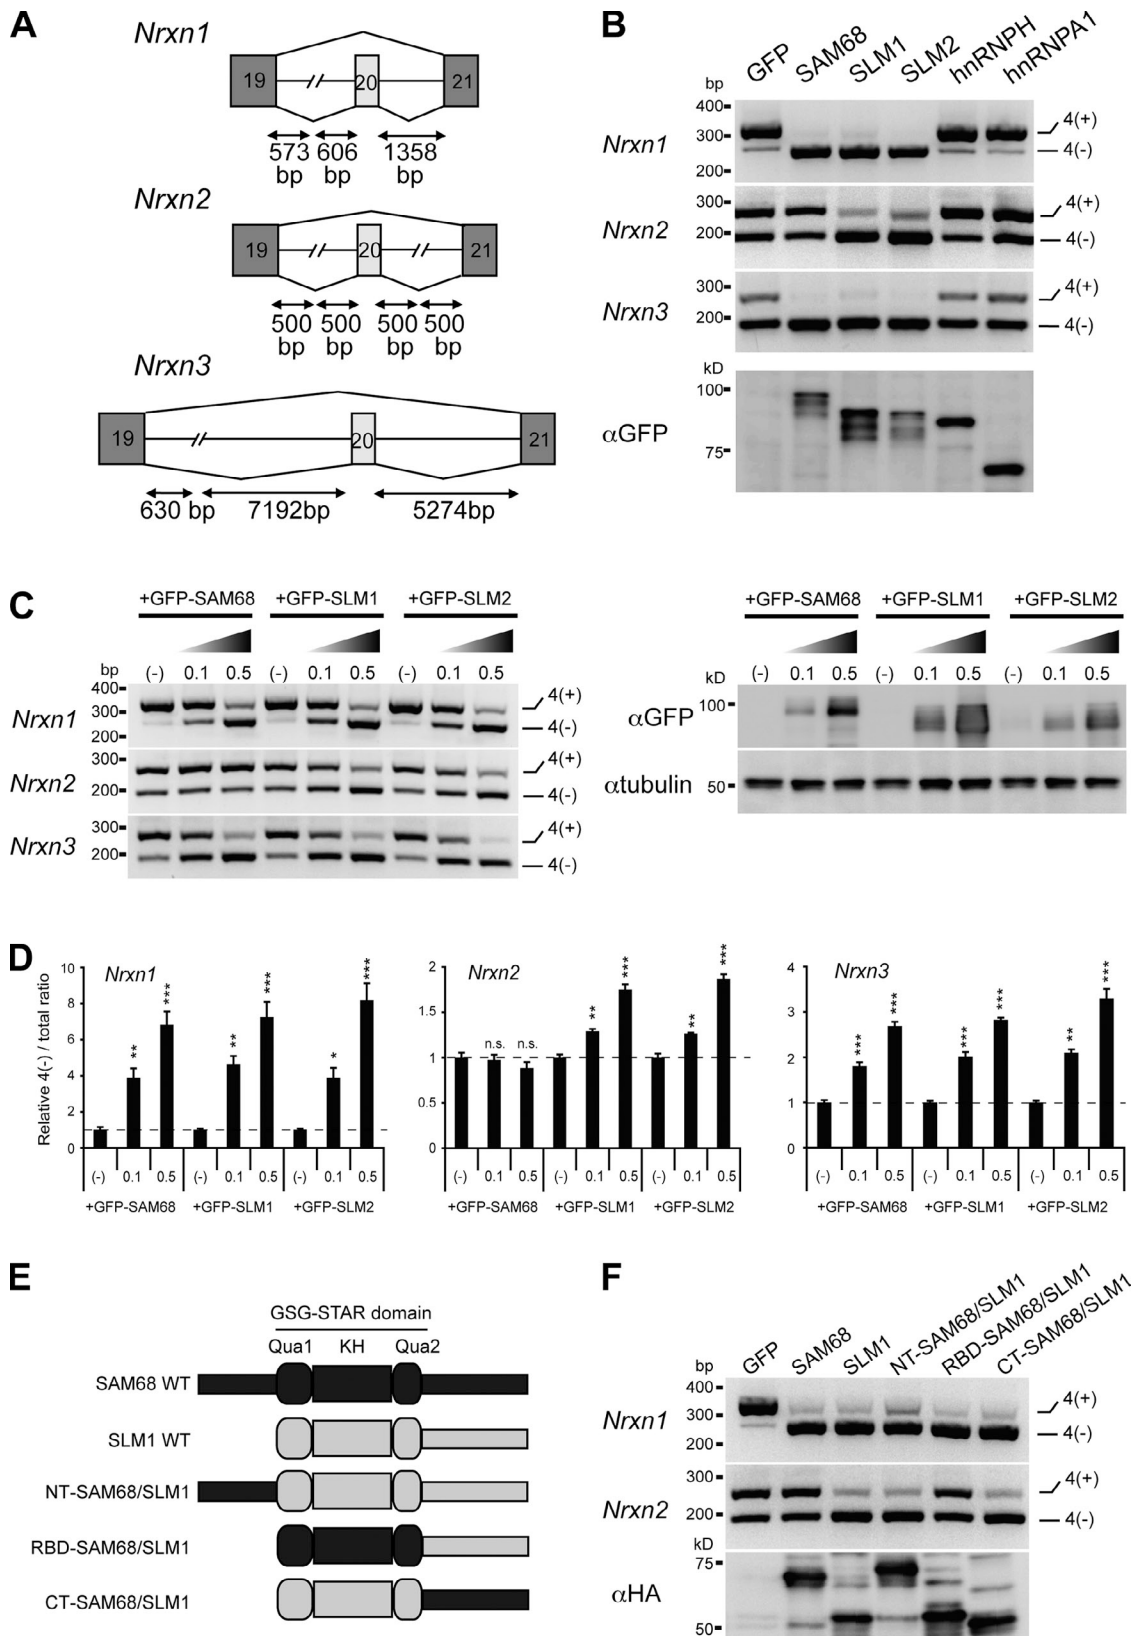 A
Nrxn1
19
20
21
573 bp
606 bp
1358 bp
Nrxn2
19
20
21
500 bp
500 bp
500 bp
500 bp
Nrxn3
19
20
21
630 bp
7192bp
5274bp
B
GFP
SAM68
SLM1
SLM2
hnRNPH
hnRNPA1
bp
400
300
200
Nrxn1
4(+)
4(-)
300
200
Nrxn2
4(+)
4(-)
300
200
Nrxn3
4(+)
4(-)
kD
100
75
αGFP
C
+GFP-SAM68 +GFP-SLM1 +GFP-SLM2
bp (-) 0.1 0.5 (-) 0.1 0.5 (-) 0.1 0.5
400
300
200
Nrxn1
4(+)
4(-)
300
200
Nrxn2
4(+)
4(-)
300
200
Nrxn3
4(+)
4(-)
+GFP-SAM68 +GFP-SLM1 +GFP-SLM2
kD (-) 0.1 0.5 (-) 0.1 0.5 (-) 0.1 0.5
100
αGFP
αtubulin
50
D
Relative 4(-) / total ratio
10
8
6
4
2
0
Nrxn1
** *** ** *** * ***
(-) 0.1 0.5 (-) 0.1 0.5 (-) 0.1 0.5
+GFP-SAM68 +GFP-SLM1 +GFP-SLM2
2
1.5
1
0.5
0
Nrxn2
n.s. n.s. ** *** ** ***
(-) 0.1 0.5 (-) 0.1 0.5 (-) 0.1 0.5
+GFP-SAM68 +GFP-SLM1 +GFP-SLM2
4
3
2
1
0
Nrxn3
*** *** *** *** ** ***
(-) 0.1 0.5 (-) 0.1 0.5 (-) 0.1 0.5
+GFP-SAM68 +GFP-SLM1 +GFP-SLM2
E
GSG-STAR domain
Qua1 KH Qua2
SAM68 WT
SLM1 WT
NT-SAM68/SLM1
RBD-SAM68/SLM1
CT-SAM68/SLM1
F
GFP
SAM68
SLM1
NT-SAM68/SLM1
RBD-SAM68/SLM1
CT-SAM68/SLM1
bp
400
300
200
Nrxn1
4(+)
4(-)
300
200
Nrxn2
4(+)
4(-)
kD
75
50
αHA